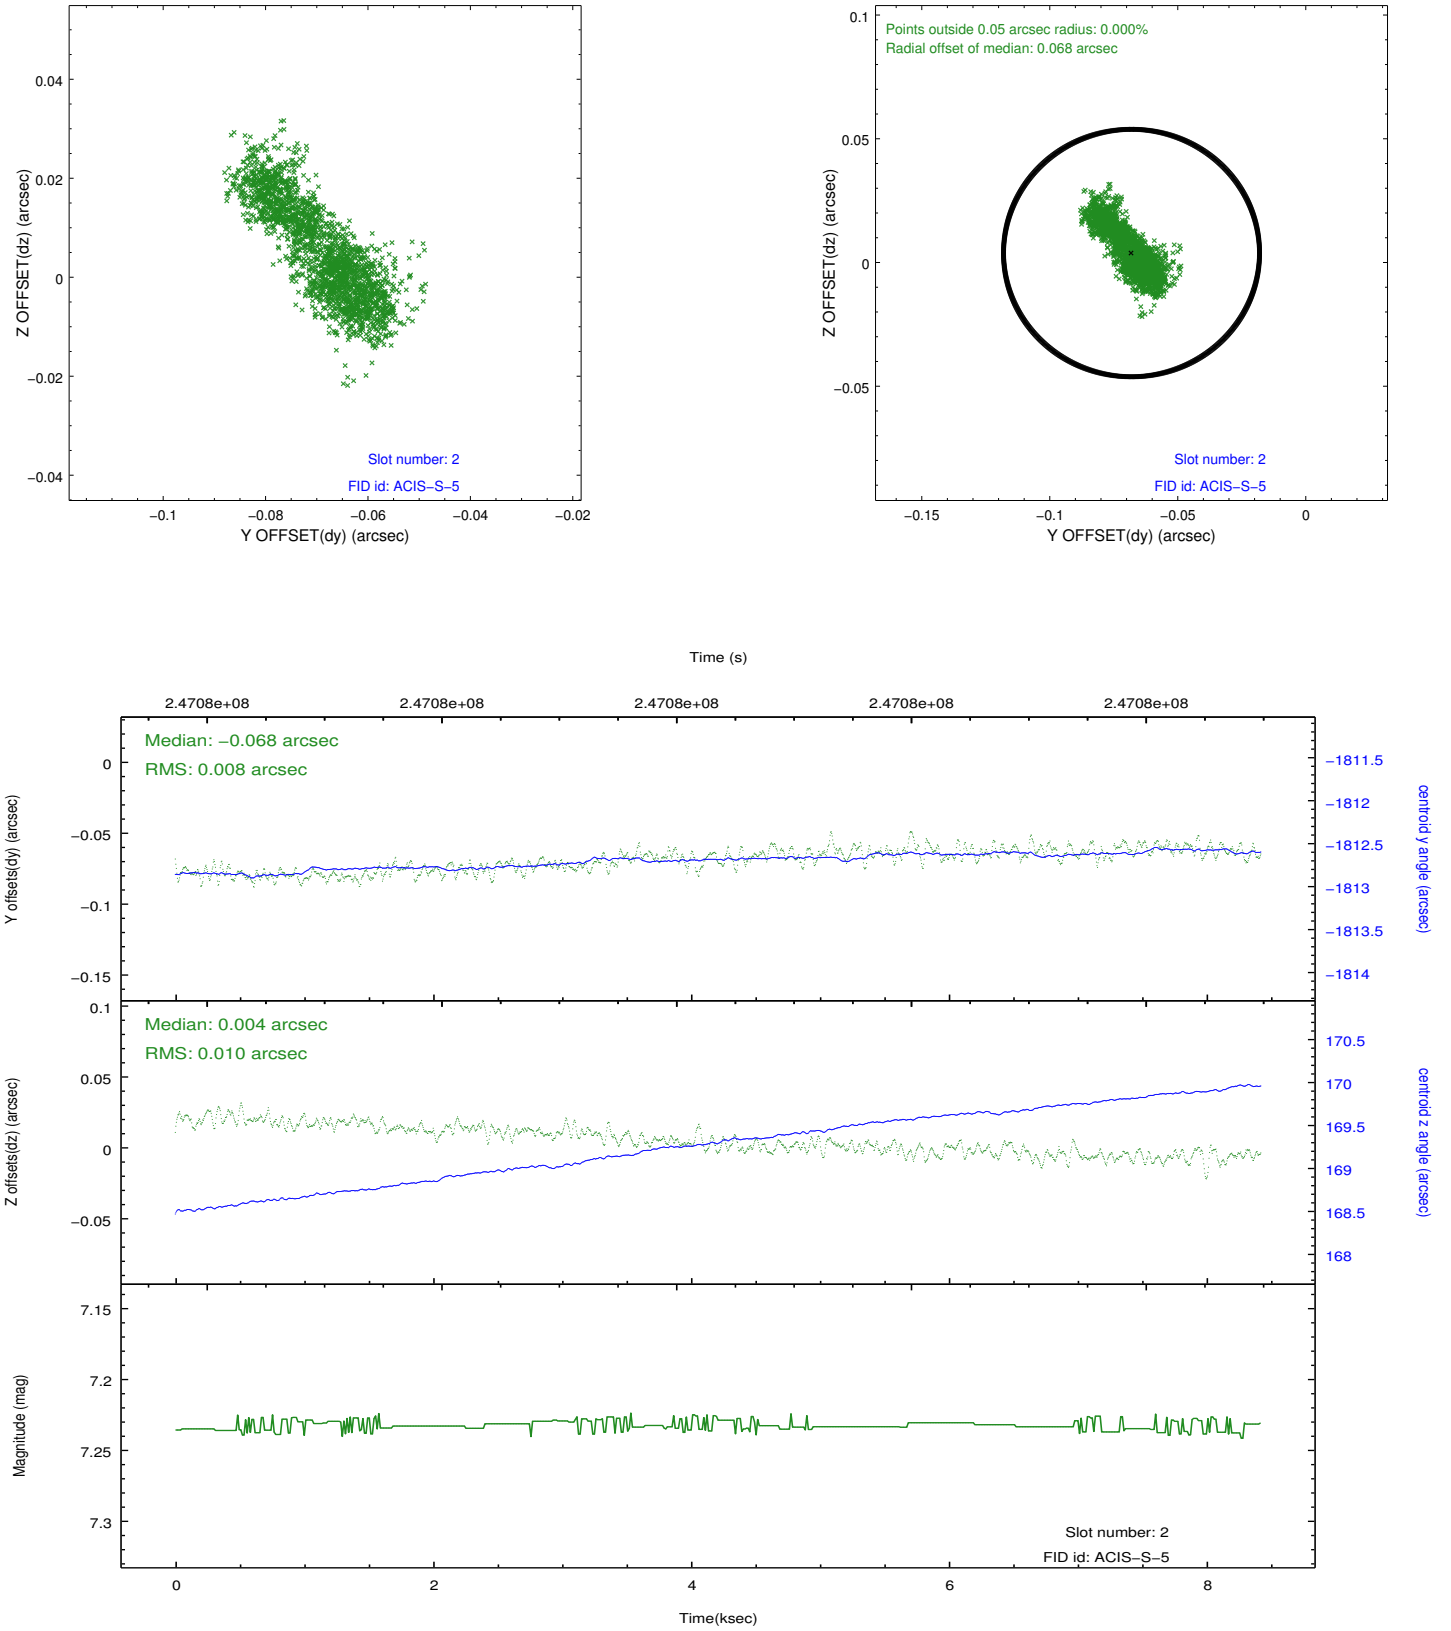 0.04
0.02
0
−0.02
−0.04
Z OFFSET(dz) (arcsec)
Slot number: 2
FID id: ACIS−S−5
−0.1
−0.08
−0.06
−0.04
−0.02
Y OFFSET(dy) (arcsec)
Points outside 0.05 arcsec radius: 0.000%
Radial offset of median: 0.068 arcsec
0.1
0.05
0
−0.05
Z OFFSET(dz) (arcsec)
Slot number: 2
FID id: ACIS−S−5
−0.15
−0.1
−0.05
0
Y OFFSET(dy) (arcsec)
Time (s)
2.4708e+08
2.4708e+08
2.4708e+08
2.4708e+08
2.4708e+08
Median: −0.068 arcsec
RMS: 0.008 arcsec
0
−0.05
−0.1
−0.15
Y offsets(dy) (arcsec)
−1811.5
−1812
−1812.5
−1813
−1813.5
−1814
centroid y angle (arcsec)
Median: 0.004 arcsec
RMS: 0.010 arcsec
0.1
0.05
0
−0.05
Z offsets(dz) (arcsec)
170.5
170
169.5
169
168.5
168
centroid z angle (arcsec)
7.15
7.2
7.25
7.3
Magnitude (mag)
Slot number: 2
FID id: ACIS−S−5
0
2
4
6
8
Time(ksec)